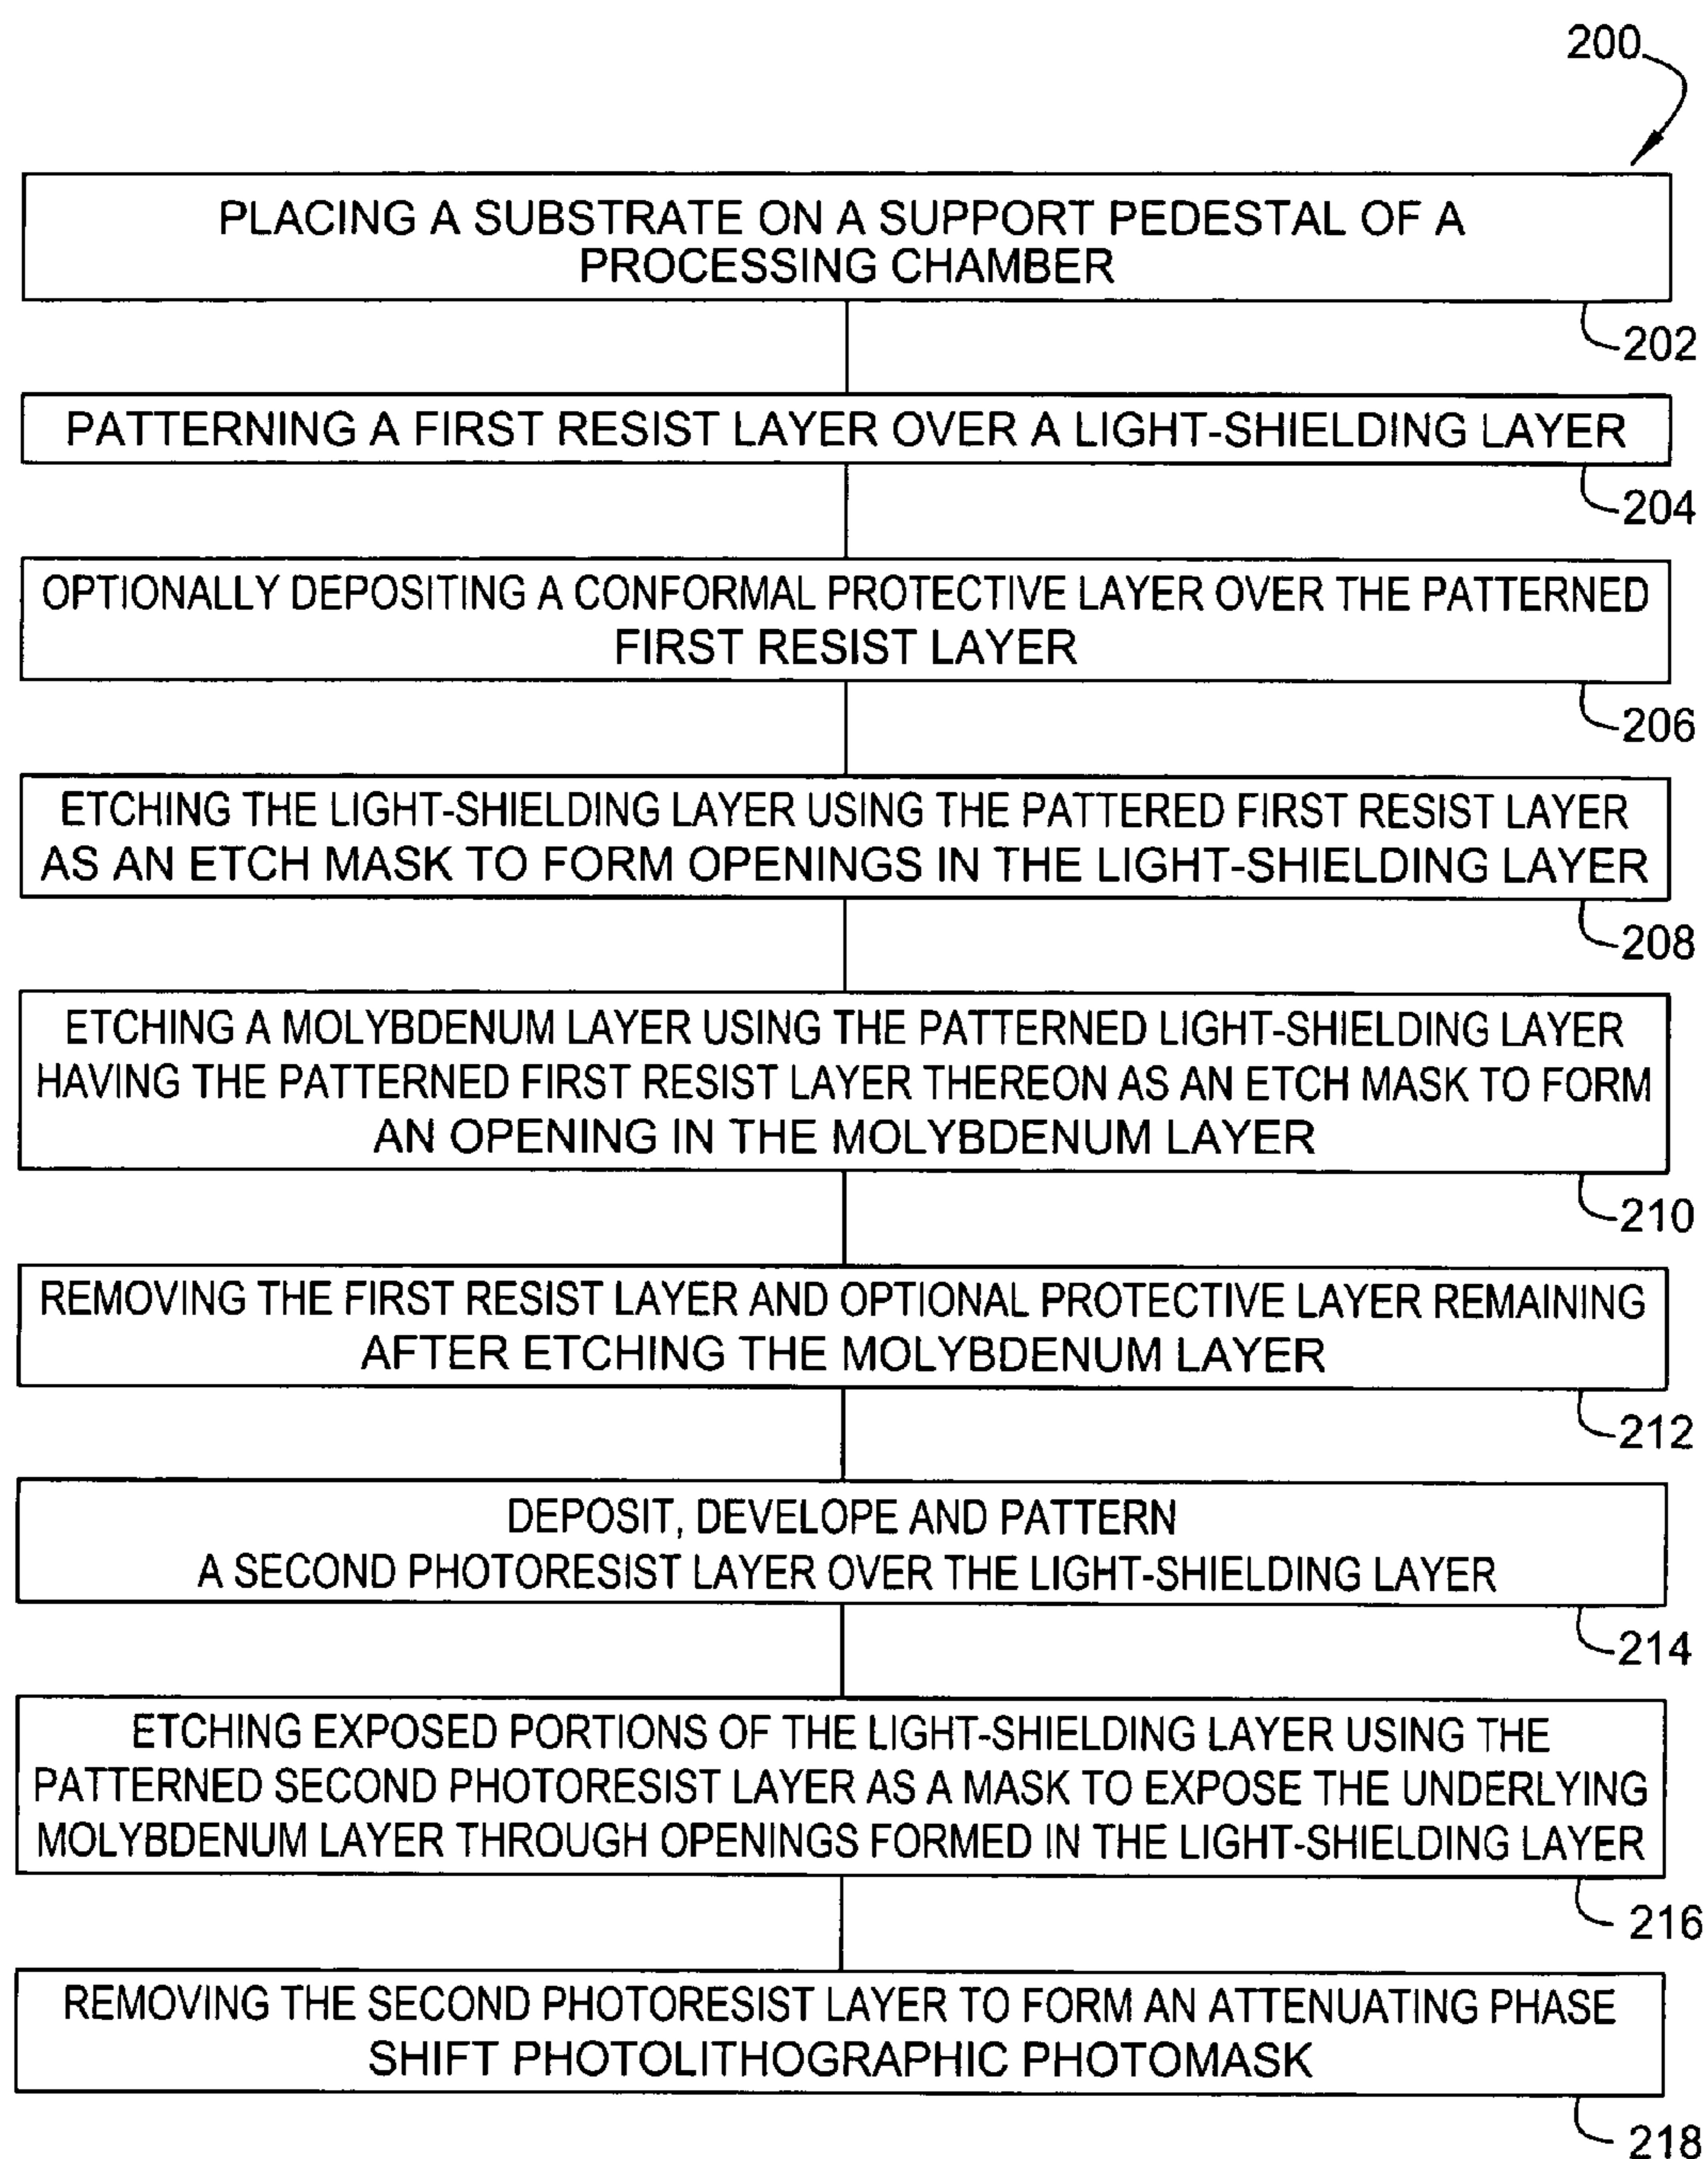 200
PLACING A SUBSTRATE ON A SUPPORT PEDESTAL OF A
PROCESSING CHAMBER
202
PATTERNING A FIRST RESIST LAYER OVER A LIGHT-SHIELDING LAYER
204
OPTIONALLY DEPOSITING A CONFORMAL PROTECTIVE LAYER OVER THE PATTERNED
FIRST RESIST LAYER
206
ETCHING THE LIGHT-SHIELDING LAYER USING THE PATTERED FIRST RESIST LAYER
AS AN ETCH MASK TO FORM OPENINGS IN THE LIGHT-SHIELDING LAYER
208
ETCHING A MOLYBDENUM LAYER USING THE PATTERNED LIGHT-SHIELDING LAYER
HAVING THE PATTERNED FIRST RESIST LAYER THEREON AS AN ETCH MASK TO FORM
AN OPENING IN THE MOLYBDENUM LAYER
210
REMOVING THE FIRST RESIST LAYER AND OPTIONAL PROTECTIVE LAYER REMAINING
AFTER ETCHING THE MOLYBDENUM LAYER
212
DEPOSIT, DEVELOPE AND PATTERN
A SECOND PHOTORESIST LAYER OVER THE LIGHT-SHIELDING LAYER
214
ETCHING EXPOSED PORTIONS OF THE LIGHT-SHIELDING LAYER USING THE
PATTERNED SECOND PHOTORESIST LAYER AS A MASK TO EXPOSE THE UNDERLYING
MOLYBDENUM LAYER THROUGH OPENINGS FORMED IN THE LIGHT-SHIELDING LAYER
216
REMOVING THE SECOND PHOTORESIST LAYER TO FORM AN ATTENUATING PHASE
SHIFT PHOTOLITHOGRAPHIC PHOTOMASK
218